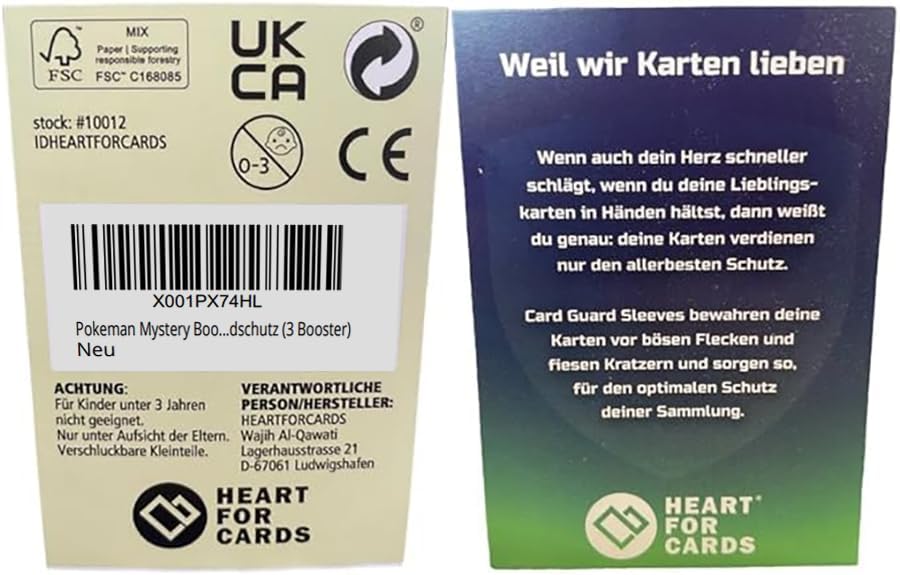 MIX
Paper | Supporting
responsible forestry
FSC
FSC™ C168085
UK
CA
®
stock: #10012
IDHEARTFORCARDS
0-3
CE
X001PX74HL
Pokeman Mystery Boo...dschutz (3 Booster)
Neu
ACHTUNG:
Für Kinder unter 3 Jahren
nicht geeignet.
Nur unter Aufsicht der Eltern.
Verschluckbare Kleinteile.
VERANTWORTLICHE
PERSON/HERSTELLER:
HEARTFORCARDS
Wajih Al-Qawati
Lagerhausstrasse 21
D-67061 Ludwigshafen
HEART
FOR
CARDS
Weil wir Karten lieben
Wenn auch dein Herz schneller
schlägt, wenn du deine Lieblings-
karten in Händen hältst, dann weißt
du genau: deine Karten verdienen
nur den allerbesten Schutz.
Card Guard Sleeves bewahren deine
Karten vor bösen Flecken und
fiesen Kratzern und sorgen so,
für den optimalen Schutz
deiner Sammlung.
HEART®
FOR
CARDS